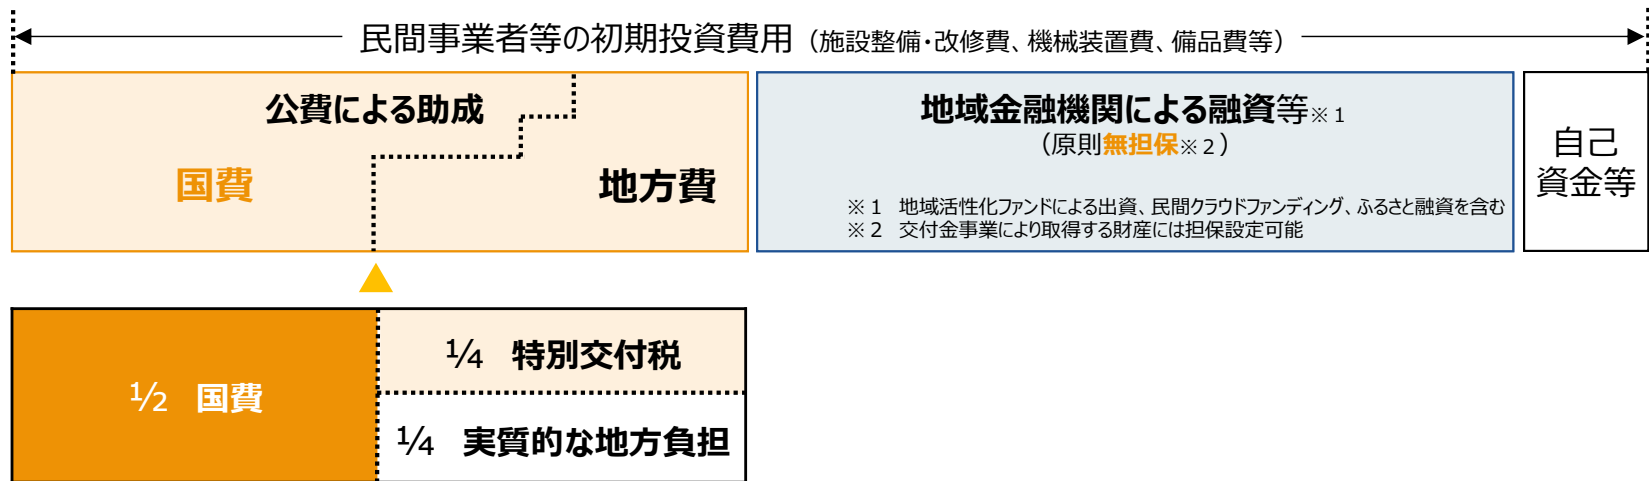 民間事業者等の初期投資費用（施設整備・改修費、機械装置費、備品費等）
公費による助成
国費
地方費
地域金融機関による融資等※１
（原則無担保※２）
※１　地域活性化ファンドによる出資、民間クラウドファンディング、ふるさと融資を含む
※２　交付金事業により取得する財産には担保設定可能
自己
資金等
½　国費
¼　特別交付税
¼　実質的な地方負担